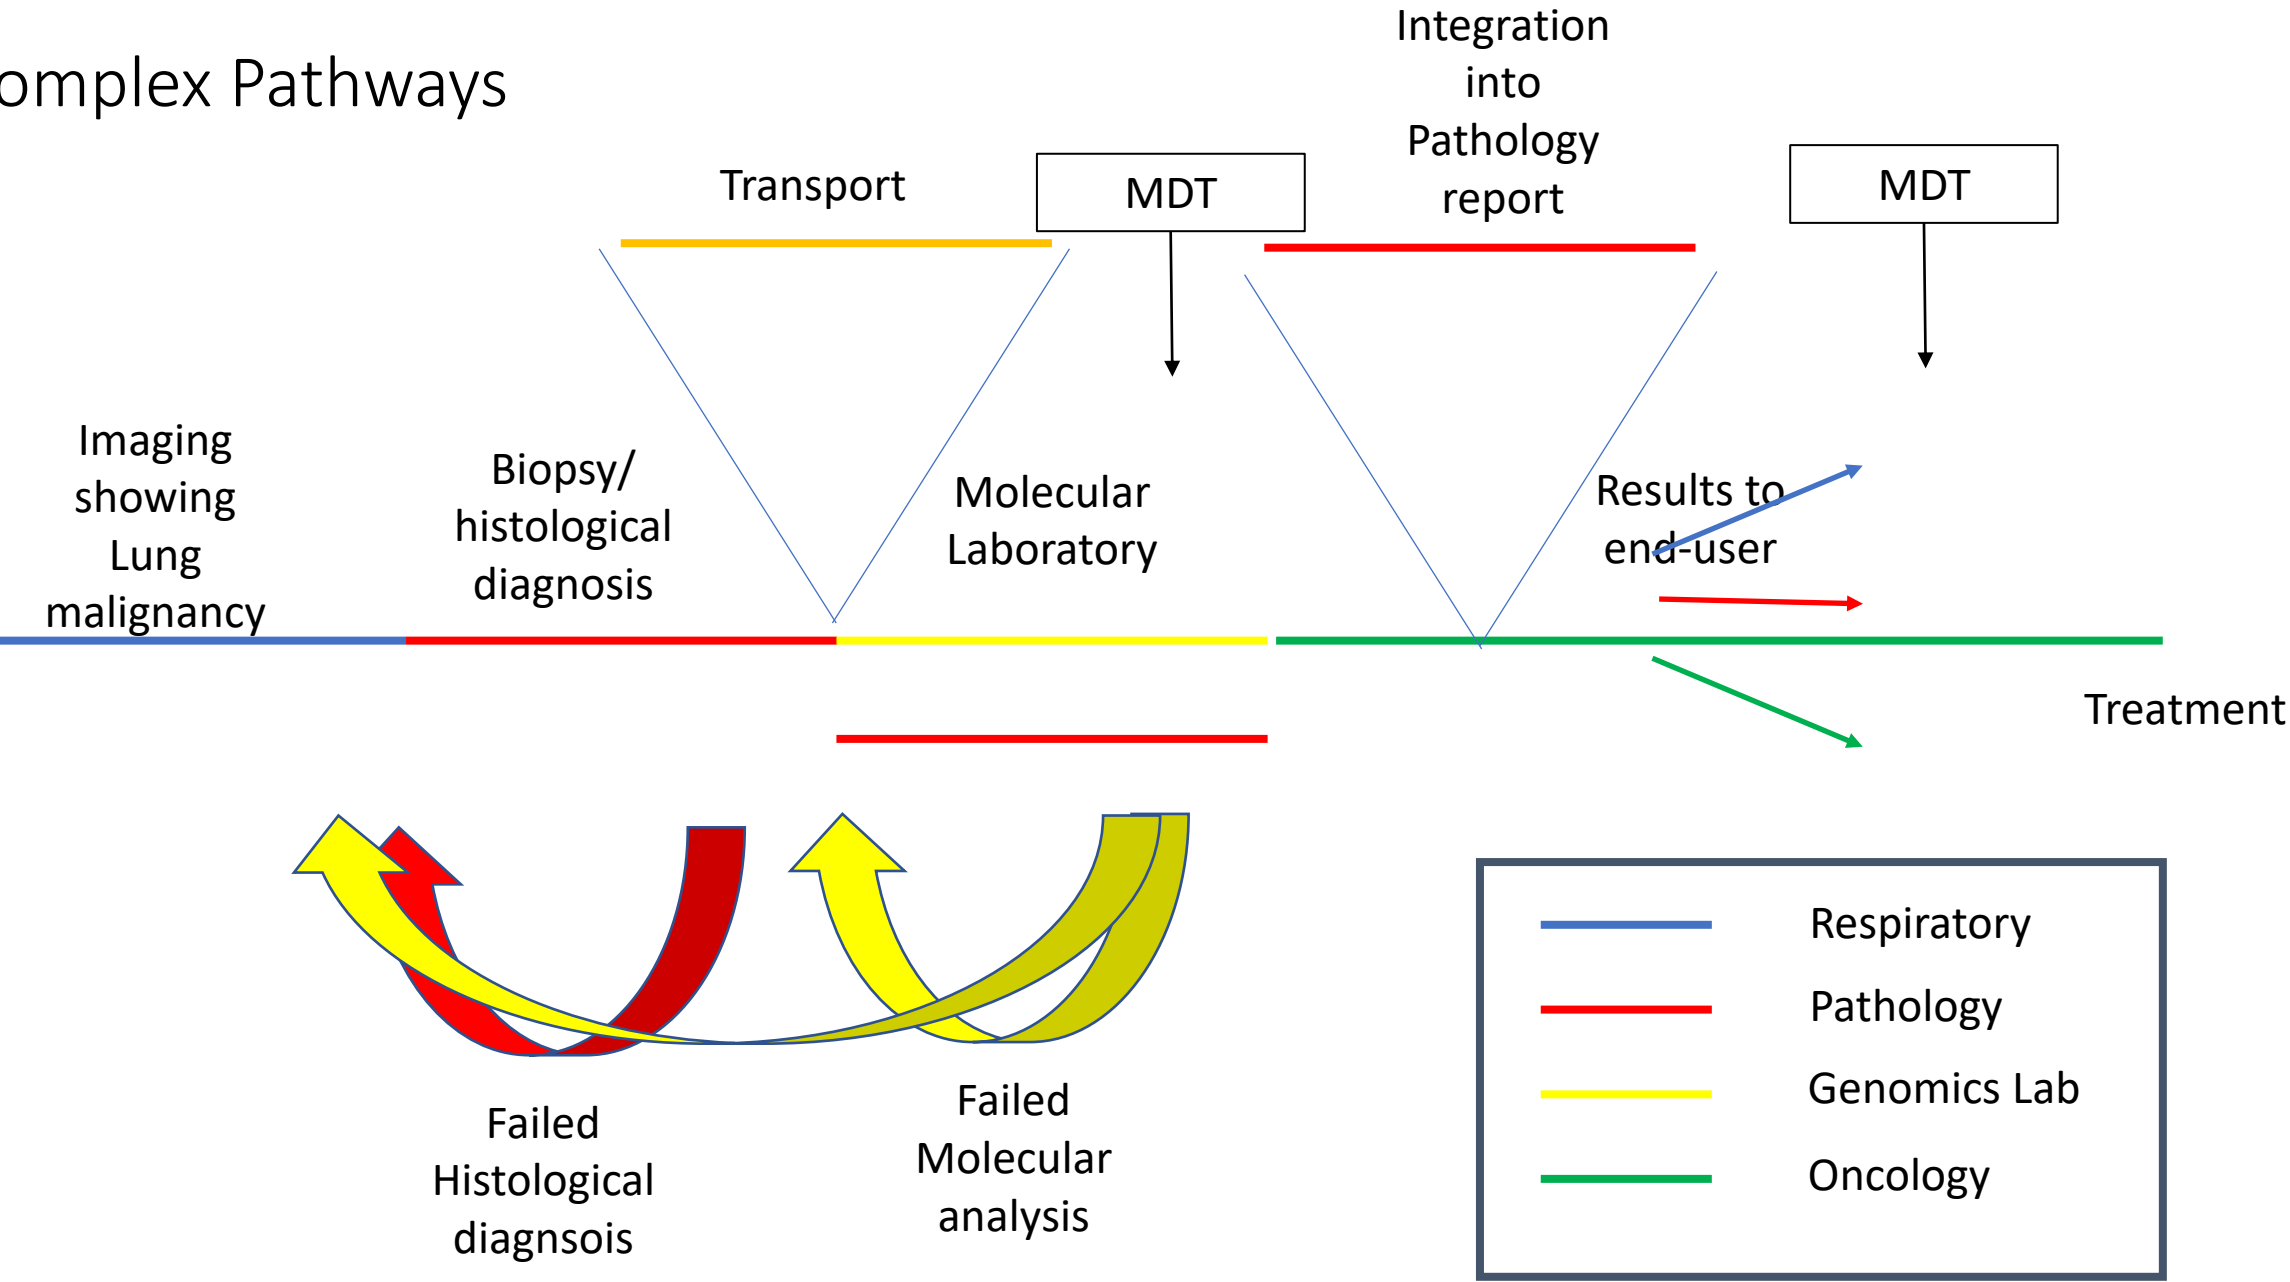 omplex Pathways
Integration
into
Pathology
report
Transport
MDT
MDT
Imaging
showing
Lung
malignancy
Biopsy/
histological
diagnosis
Molecular
Laboratory
Results to
end-user
Treatment
Failed
Histological
diagnsois
Failed
Molecular
analysis
Respiratory
Pathology
Genomics Lab
Oncology